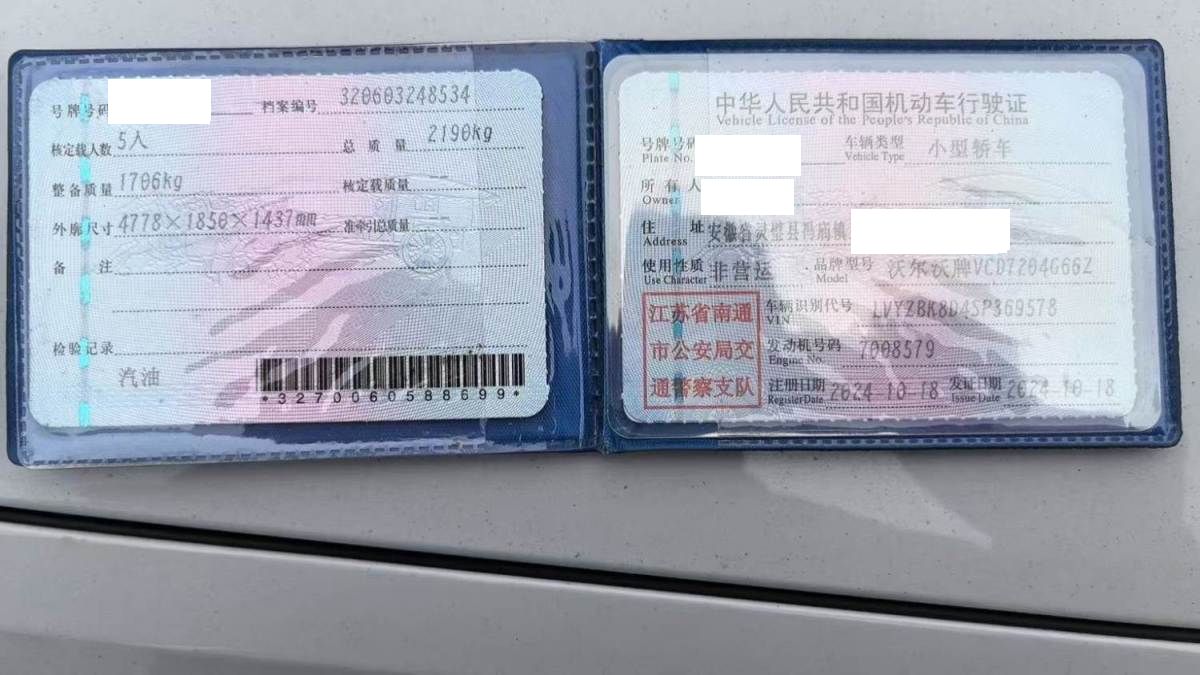 号牌号码 档案编号 320603248534
核定载人数 5人 总质量 2190kg
整备质量 1706kg 核定载质量 --
外廓尺寸 4778×1850×1437mm 准牵引总质量 --
备注
检验记录
汽油
*3270060588699*
中华人民共和国机动车行驶证
Vehicle License of the People's Republic of China
号牌号码 车辆类型 小型轿车
Plate No. Vehicle Type
所有人
Owner
住址 安徽省灵璧县冯庙镇
Address
使用性质 非营运 品牌型号 沃尔沃牌VCD7204G66Z
Use Character Model
江苏省南通
市公安局交
通警察支队
车辆识别代号 LVYZBK8D4SP369578
VIN
发动机号码 7008579
Engine No.
注册日期 2024-10-18 发证日期 2024-10-18
Register Date Issue Date